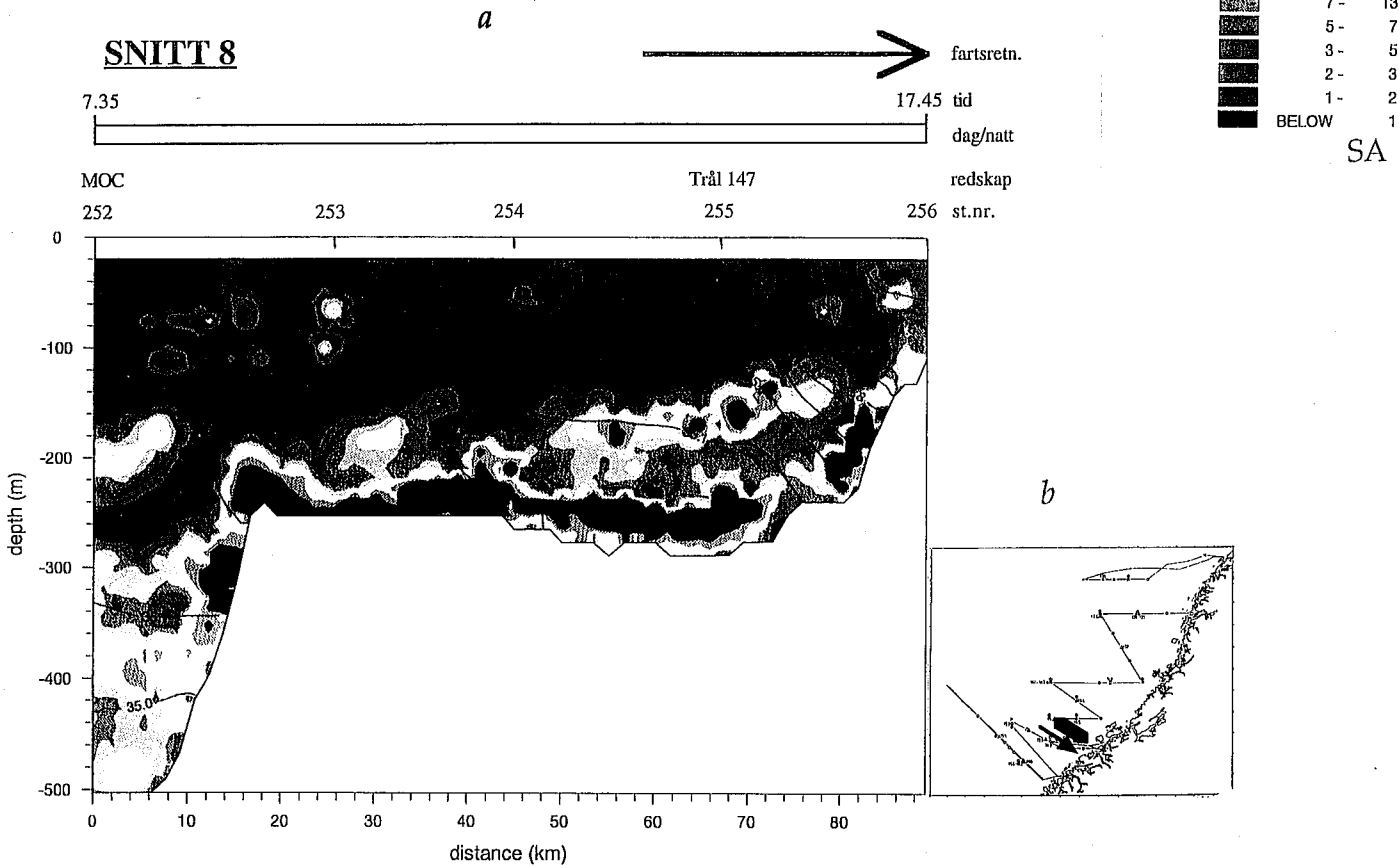 a
7 - 13
5 - 7
3 - 5
2 - 3
1 - 2
BELOW 1
SA
SNITT 8
fartsretn.
7.35 17.45 tid
dag/natt
MOC Trål 147 redskap
252 253 254 255 256 st.nr.
0
-100
-200
-300
-400
-500
depth (m)
35.0
0 10 20 30 40 50 60 70 80
distance (km)
b